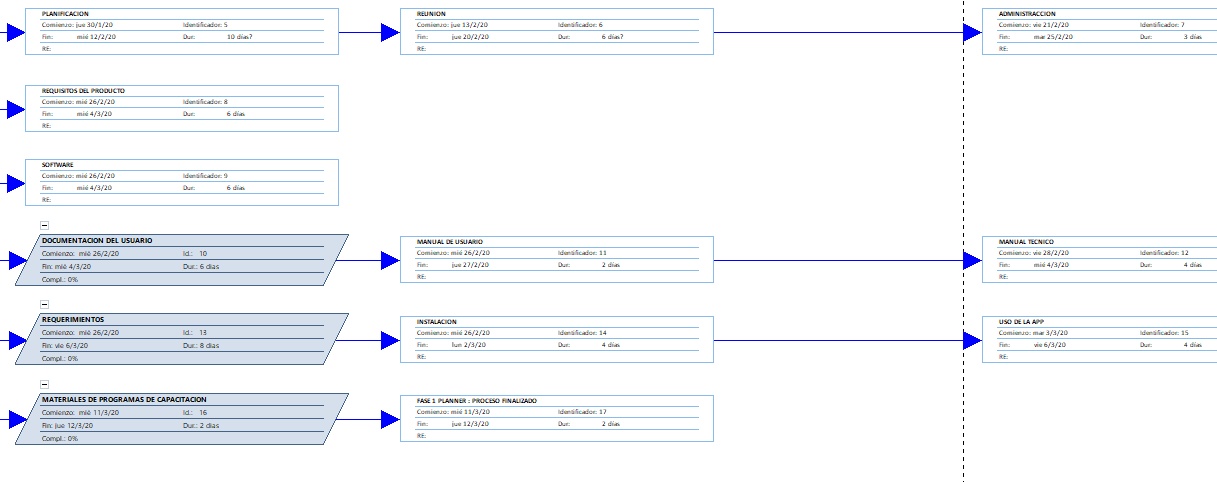 PLANIFICACION
Comienzo: jue 30/1/20 Identificador: 5
Fin: mié 12/2/20 Dur: 10 días?
RE:
REUNION
Comienzo: jue 13/2/20 Identificador: 6
Fin: jue 20/2/20 Dur: 6 días?
RE:
ADMINISTRACCION
Comienzo: vie 21/2/20 Identificador: 7
Fin: mar 25/2/20 Dur: 3 días
RE:
REQUISITOS DEL PRODUCTO
Comienzo: mié 26/2/20 Identificador: 8
Fin: mié 4/3/20 Dur: 6 días
RE:
SOFTWARE
Comienzo: mié 26/2/20 Identificador: 9
Fin: mié 4/3/20 Dur: 6 días
RE:
DOCUMENTACION DEL USUARIO
Comienzo: mié 26/2/20 Id.: 10
Fin: mié 4/3/20 Dur.: 6 días
Compl.: 0%
MANUAL DE USUARIO
Comienzo: mié 26/2/20 Identificador: 11
Fin: jue 27/2/20 Dur: 2 días
RE:
MANUAL TECNICO
Comienzo: vie 28/2/20 Identificador: 12
Fin: mié 4/3/20 Dur: 4 días
RE:
REQUERIMIENTOS
Comienzo: mié 26/2/20 Id.: 13
Fin: vie 6/3/20 Dur.: 8 días
Compl.: 0%
INSTALACION
Comienzo: mié 26/2/20 Identificador: 14
Fin: lun 2/3/20 Dur: 4 días
RE:
USO DE LA APP
Comienzo: mar 3/3/20 Identificador: 15
Fin: vie 6/3/20 Dur: 4 días
RE:
MATERIALES DE PROGRAMAS DE CAPACITACION
Comienzo: mié 11/3/20 Id.: 16
Fin: jue 12/3/20 Dur.: 2 días
Compl.: 0%
FASE 1 PLANNER : PROCESO FINALIZADO
Comienzo: mié 11/3/20 Identificador: 17
Fin: jue 12/3/20 Dur: 2 días
RE: